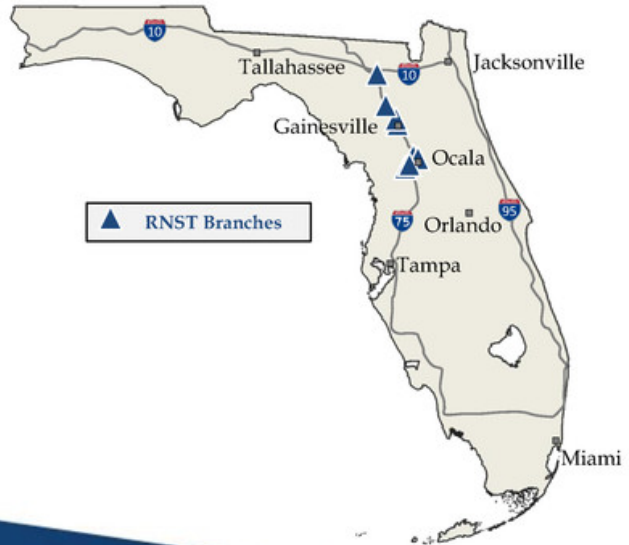 10
Tallahassee
10
Jacksonville
Gainesville
Ocala
RNST Branches
75
Orlando
95
Tampa
Miami